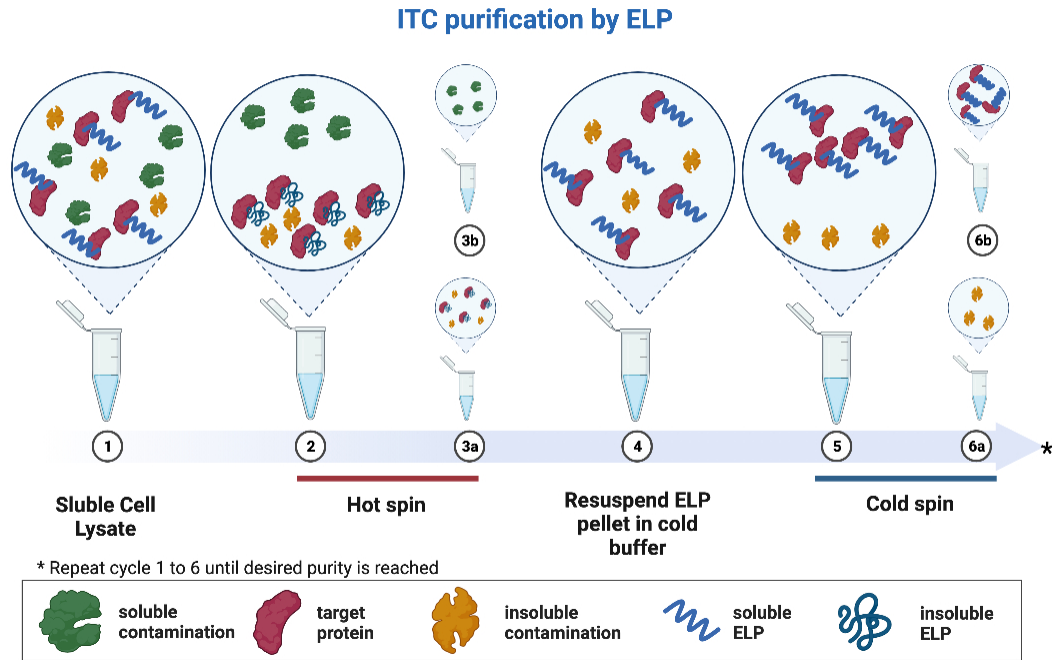 ITC purification by ELP
3b
6b
1
2
3a
4
5
6a
*
Sluble Cell
Lysate
Hot spin
Resuspend ELP
pellet in cold
buffer
Cold spin
* Repeat cycle 1 to 6 until desired purity is reached
soluble
contamination
target
protein
insoluble
contamination
soluble
ELP
insoluble
ELP